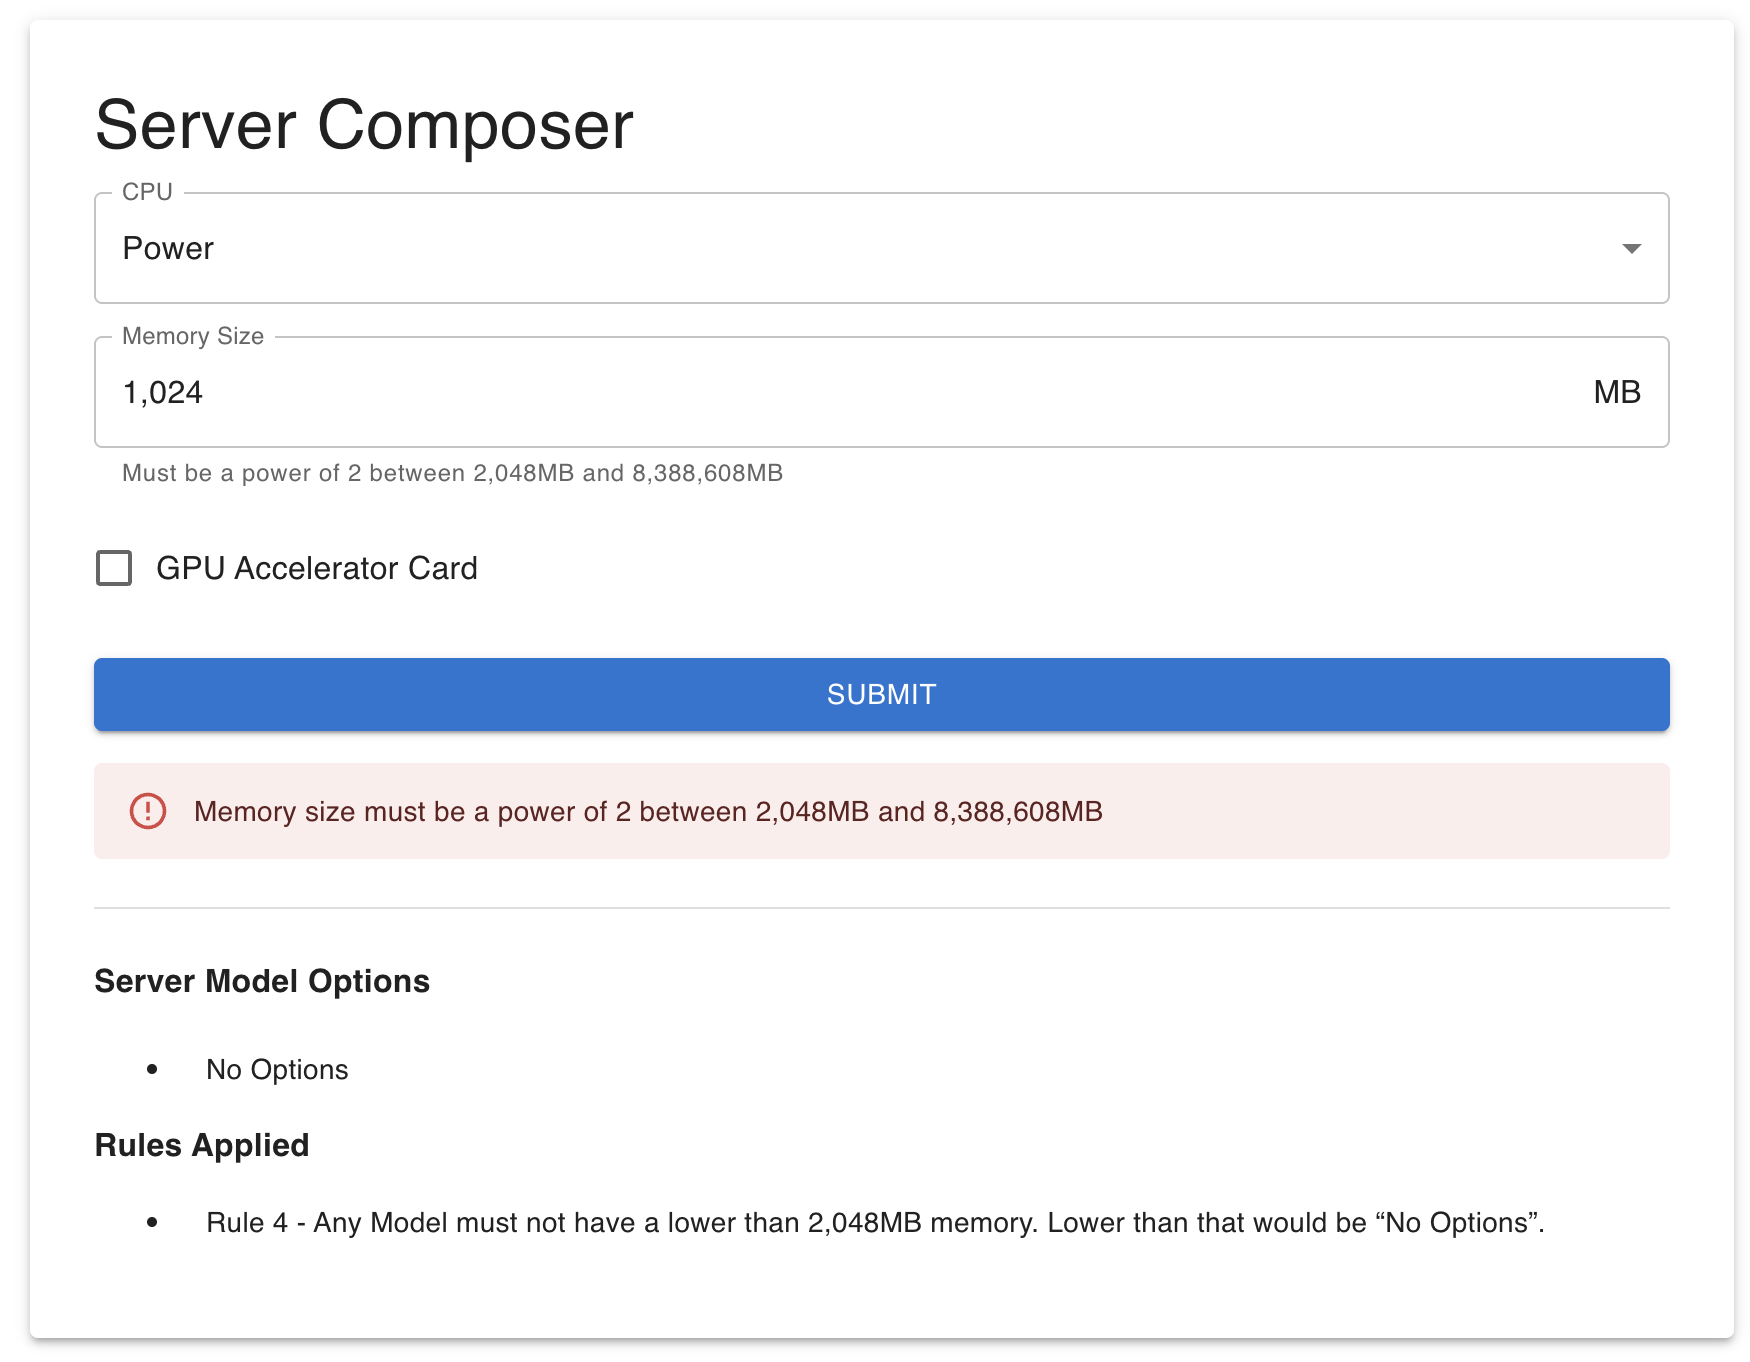 Server Composer
CPU
Power
Memory Size
1,024
MB
Must be a power of 2 between 2,048MB and 8,388,608MB
GPU Accelerator Card
SUBMIT
Memory size must be a power of 2 between 2,048MB and 8,388,608MB
Server Model Options
• No Options
Rules Applied
• Rule 4 - Any Model must not have a lower than 2,048MB memory. Lower than that would be “No Options”.